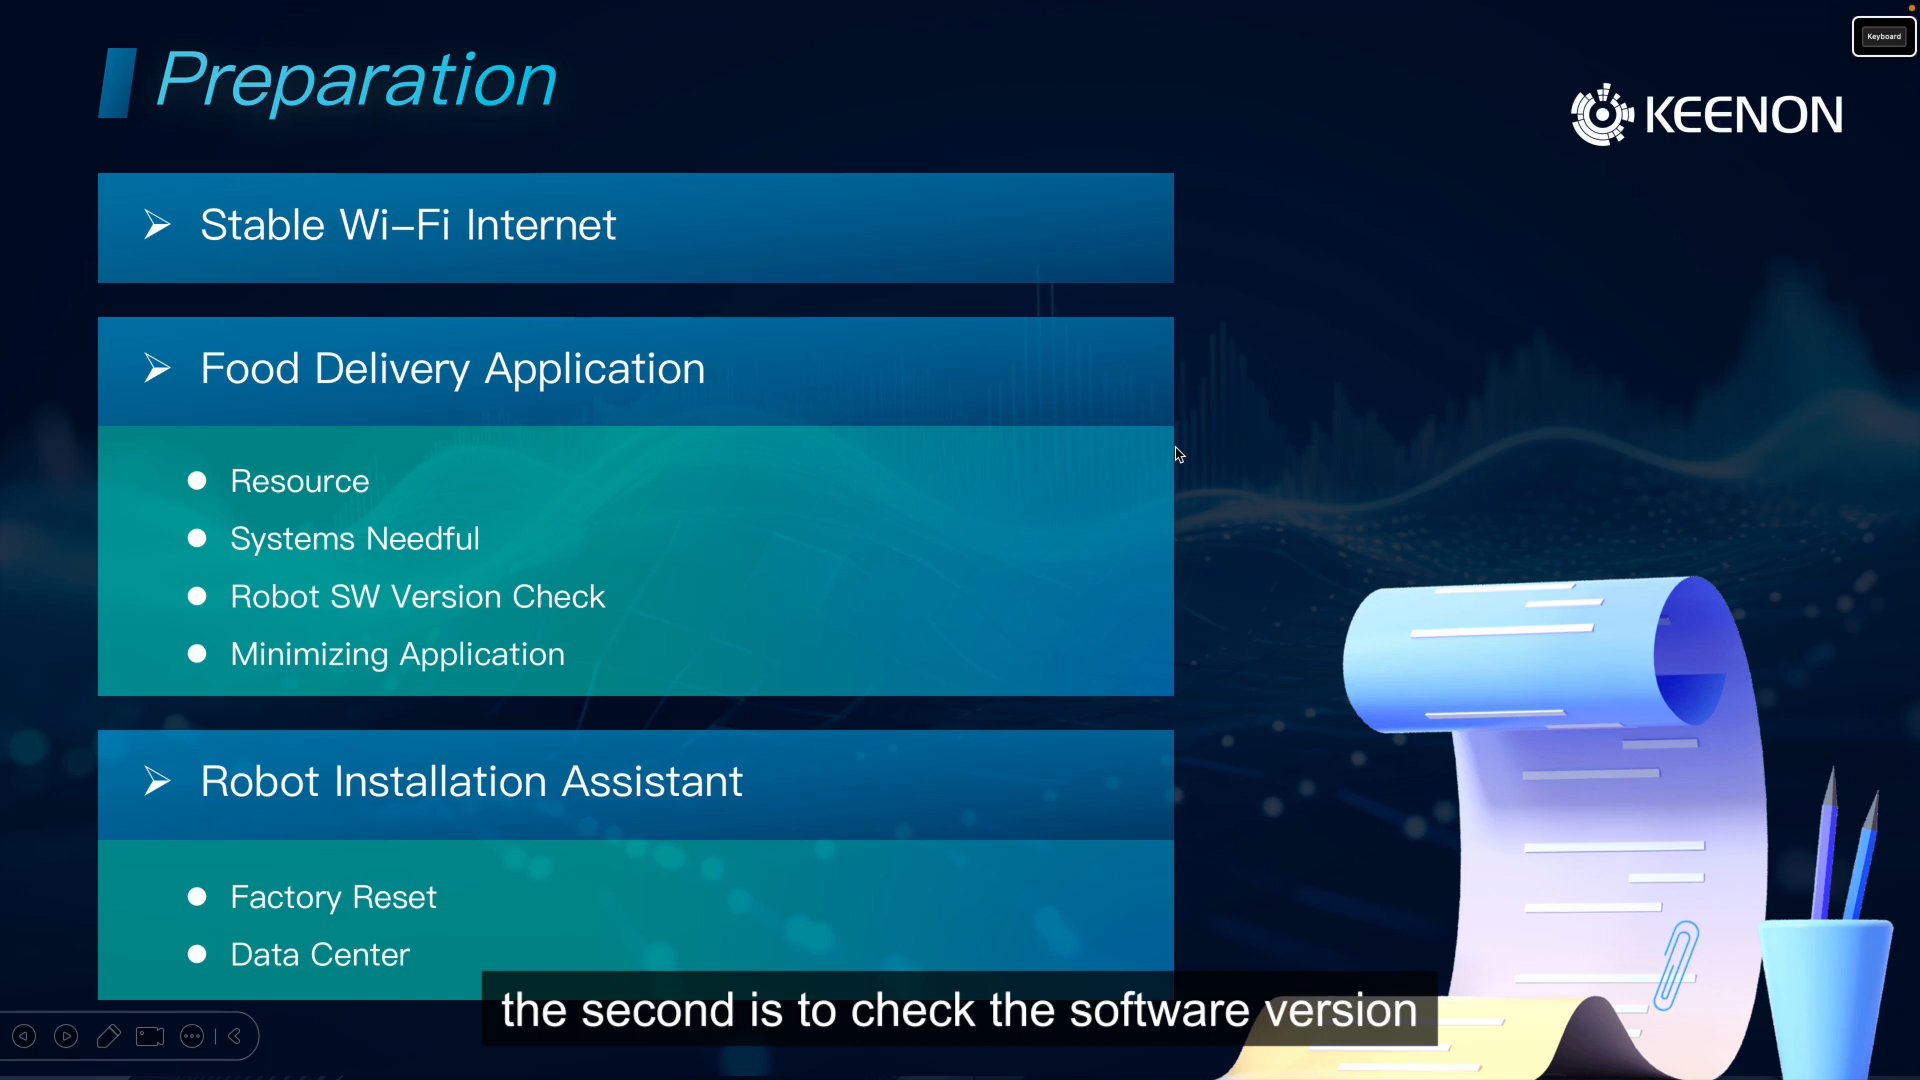 Preparation
Keyboard
KEENON
Stable Wi-Fi Internet
Food Delivery Application
Resource
Systems Needful
Robot SW Version Check
Minimizing Application
Robot Installation Assistant
Factory Reset
Data Center
the second is to check the software version